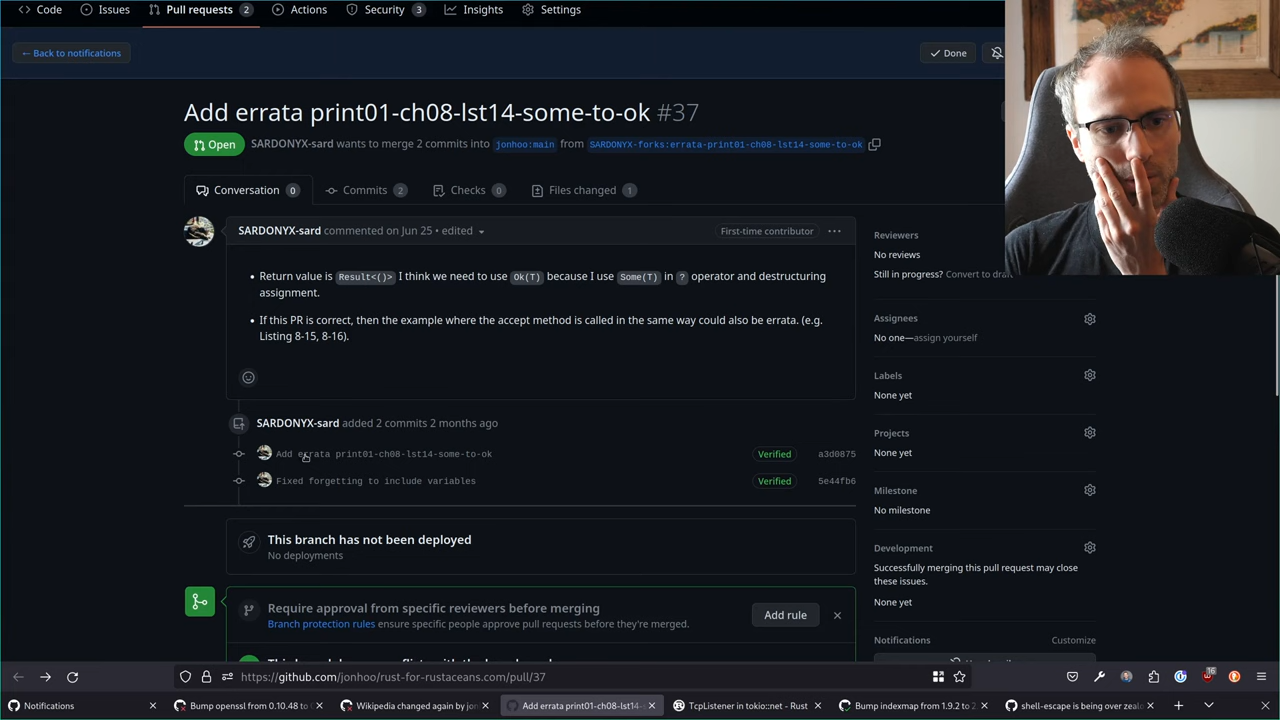 Code Issues Pull requests 2 Actions Security 3 Insights Settings
← Back to notifications
Done
Add errata print01-ch08-lst14-some-to-ok #37
Open SARDONYX-sard wants to merge 2 commits into jonhoo:main from SARDONYX-forks:errata-print01-ch08-lst14-some-to-ok
Conversation 0 Commits 2 Checks 0 Files changed 1
SARDONYX-sard commented on Jun 25 • edited
First-time contributor
• Return value is Result<()> I think we need to use Ok(T) because I use Some(T) in ? operator and destructuring
assignment.
• If this PR is correct, then the example where the accept method is called in the same way could also be errata. (e.g.
Listing 8-15, 8-16).
SARDONYX-sard added 2 commits 2 months ago
Add errata print01-ch08-lst14-some-to-ok Verified a3d0875
Fixed forgetting to include variables Verified 5e44fb6
This branch has not been deployed
No deployments
Require approval from specific reviewers before merging
Branch protection rules ensure specific people approve pull requests before they're merged.
Add rule
Reviewers
No reviews
Still in progress? Convert to draft
Assignees
No one—assign yourself
Labels
None yet
Projects
None yet
Milestone
No milestone
Development
Successfully merging this pull request may close
these issues.
None yet
Notifications Customize
https://github.com/jonhoo/rust-for-rustaceans.com/pull/37
16
Notifications
Bump openssl from 0.10.48 to
Wikipedia changed again by jon
Add errata print01-ch08-lst14-
TcpListener in tokio::net - Rust
Bump indexmap from 1.9.2 to 2
shell-escape is being over zeal